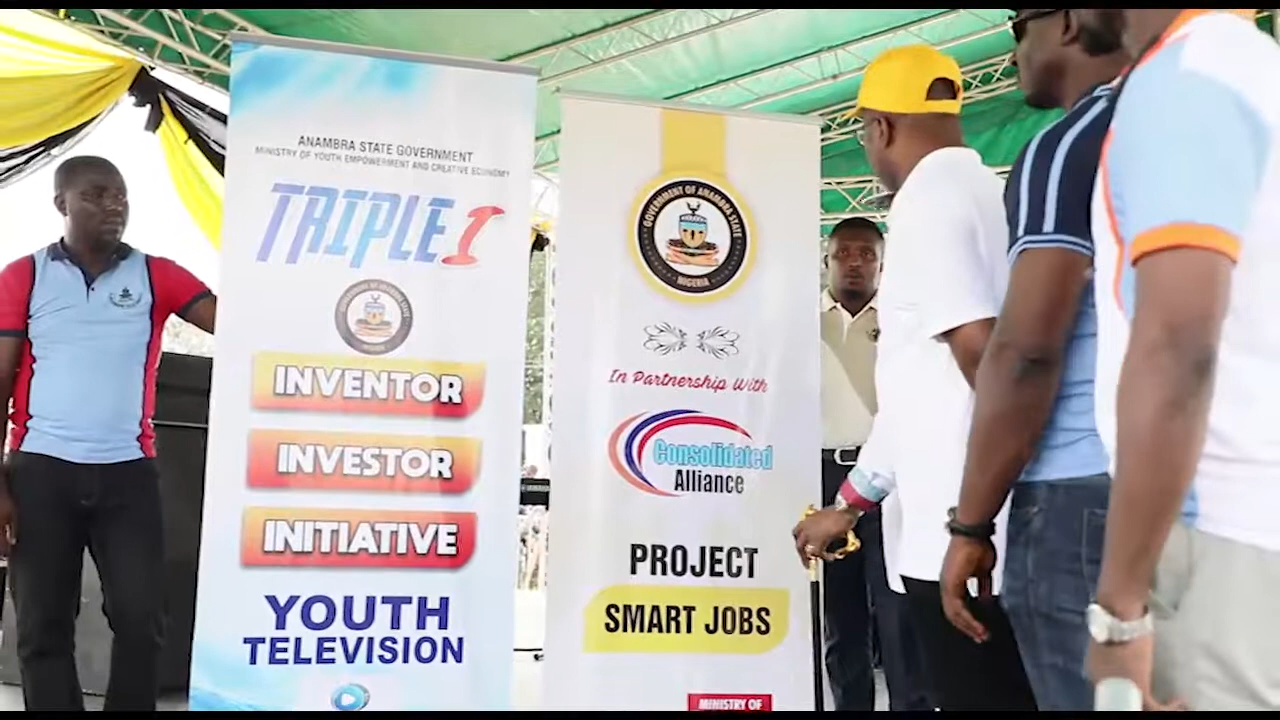 ANAMBRA STATE GOVERNMENT
MINISTRY OF YOUTH EMPOWERMENT AND CREATIVE ECONOMY
TRIPLE I
INVENTOR
INVESTOR
INITIATIVE
YOUTH
TELEVISION
GOVERNMENT OF ANAMBRA STATE
NIGERIA
In Partnership With
Consolidated
Alliance
PROJECT
SMART JOBS
MINISTRY OF